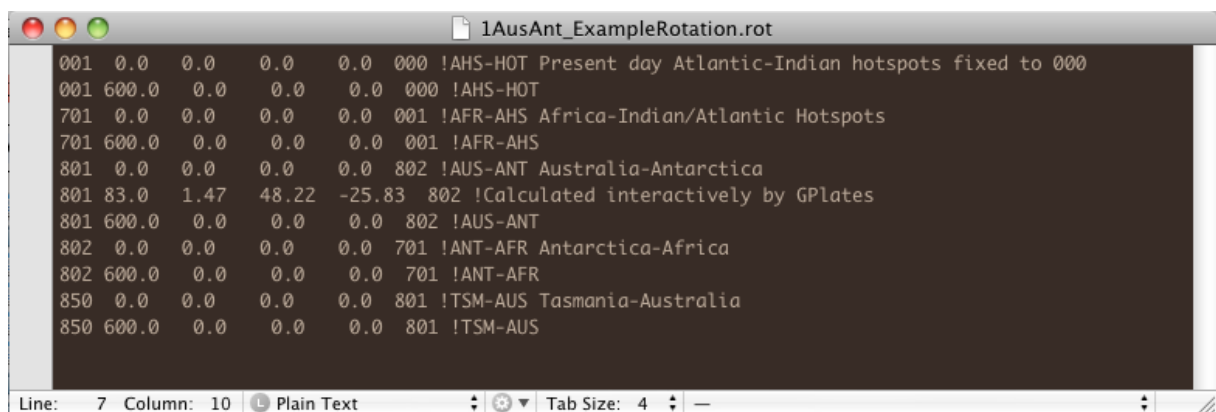 1AusAnt_ExampleRotation.rot
001 0.0 0.0 0.0 0.0 000 !AHS-HOT Present day Atlantic-Indian hotspots fixed to 000
001 600.0 0.0 0.0 0.0 000 !AHS-HOT
701 0.0 0.0 0.0 0.0 001 !AFR-AHS Africa-Indian/Atlantic Hotspots
701 600.0 0.0 0.0 0.0 001 !AFR-AHS
801 0.0 0.0 0.0 0.0 802 !AUS-ANT Australia-Antarctica
801 83.0 1.47 48.22 -25.83 802 !Calculated interactively by GPlates
801 600.0 0.0 0.0 0.0 802 !AUS-ANT
802 0.0 0.0 0.0 0.0 701 !ANT-AFR Antarctica-Africa
802 600.0 0.0 0.0 0.0 701 !ANT-AFR
850 0.0 0.0 0.0 0.0 801 !TSM-AUS Tasmania-Australia
850 600.0 0.0 0.0 0.0 801 !TSM-AUS
Line: 7 Column: 10 L Plain Text Tab Size: 4 —